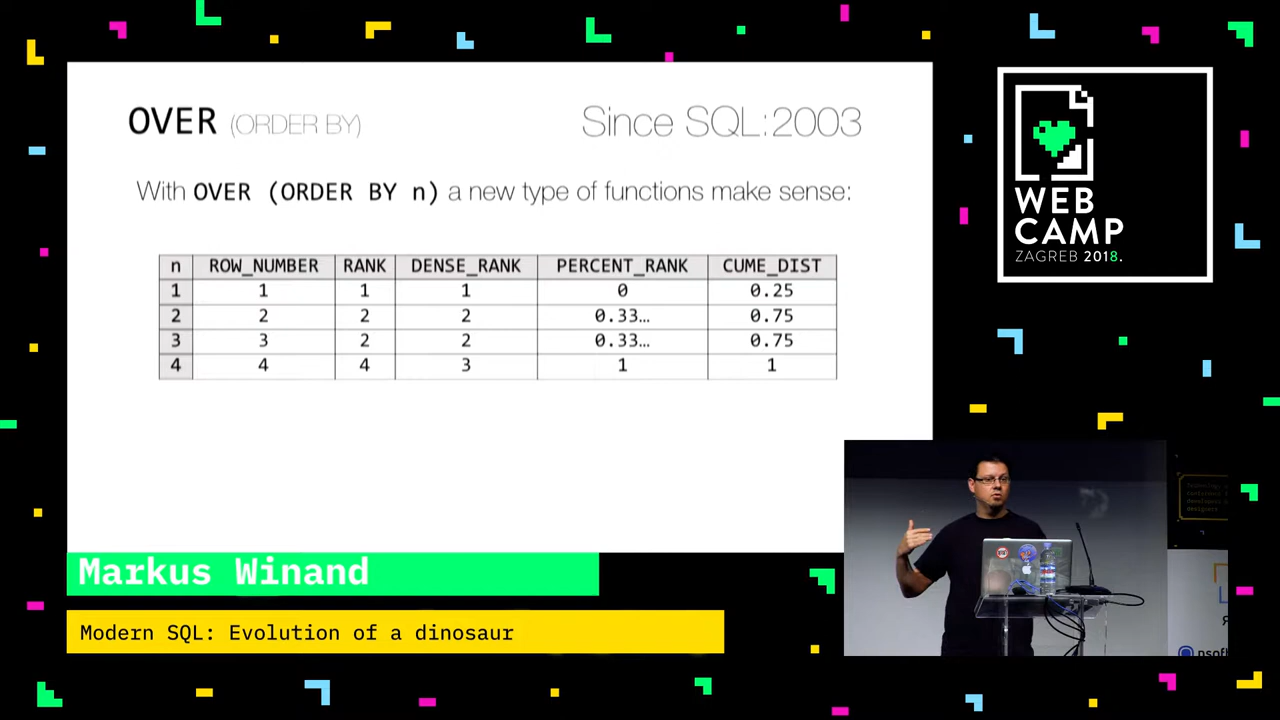 OVER (ORDER BY) Since SQL:2003
With OVER (ORDER BY n) a new type of functions make sense:
n ROW_NUMBER RANK DENSE_RANK PERCENT_RANK CUME_DIST
1 1 1 1 0 0.25
2 2 2 2 0.33… 0.75
3 3 2 2 0.33… 0.75
4 4 4 3 1 1
WEB
CAMP
ZAGREB 2018.
Markus Winand
Modern SQL: Evolution of a dinosaur